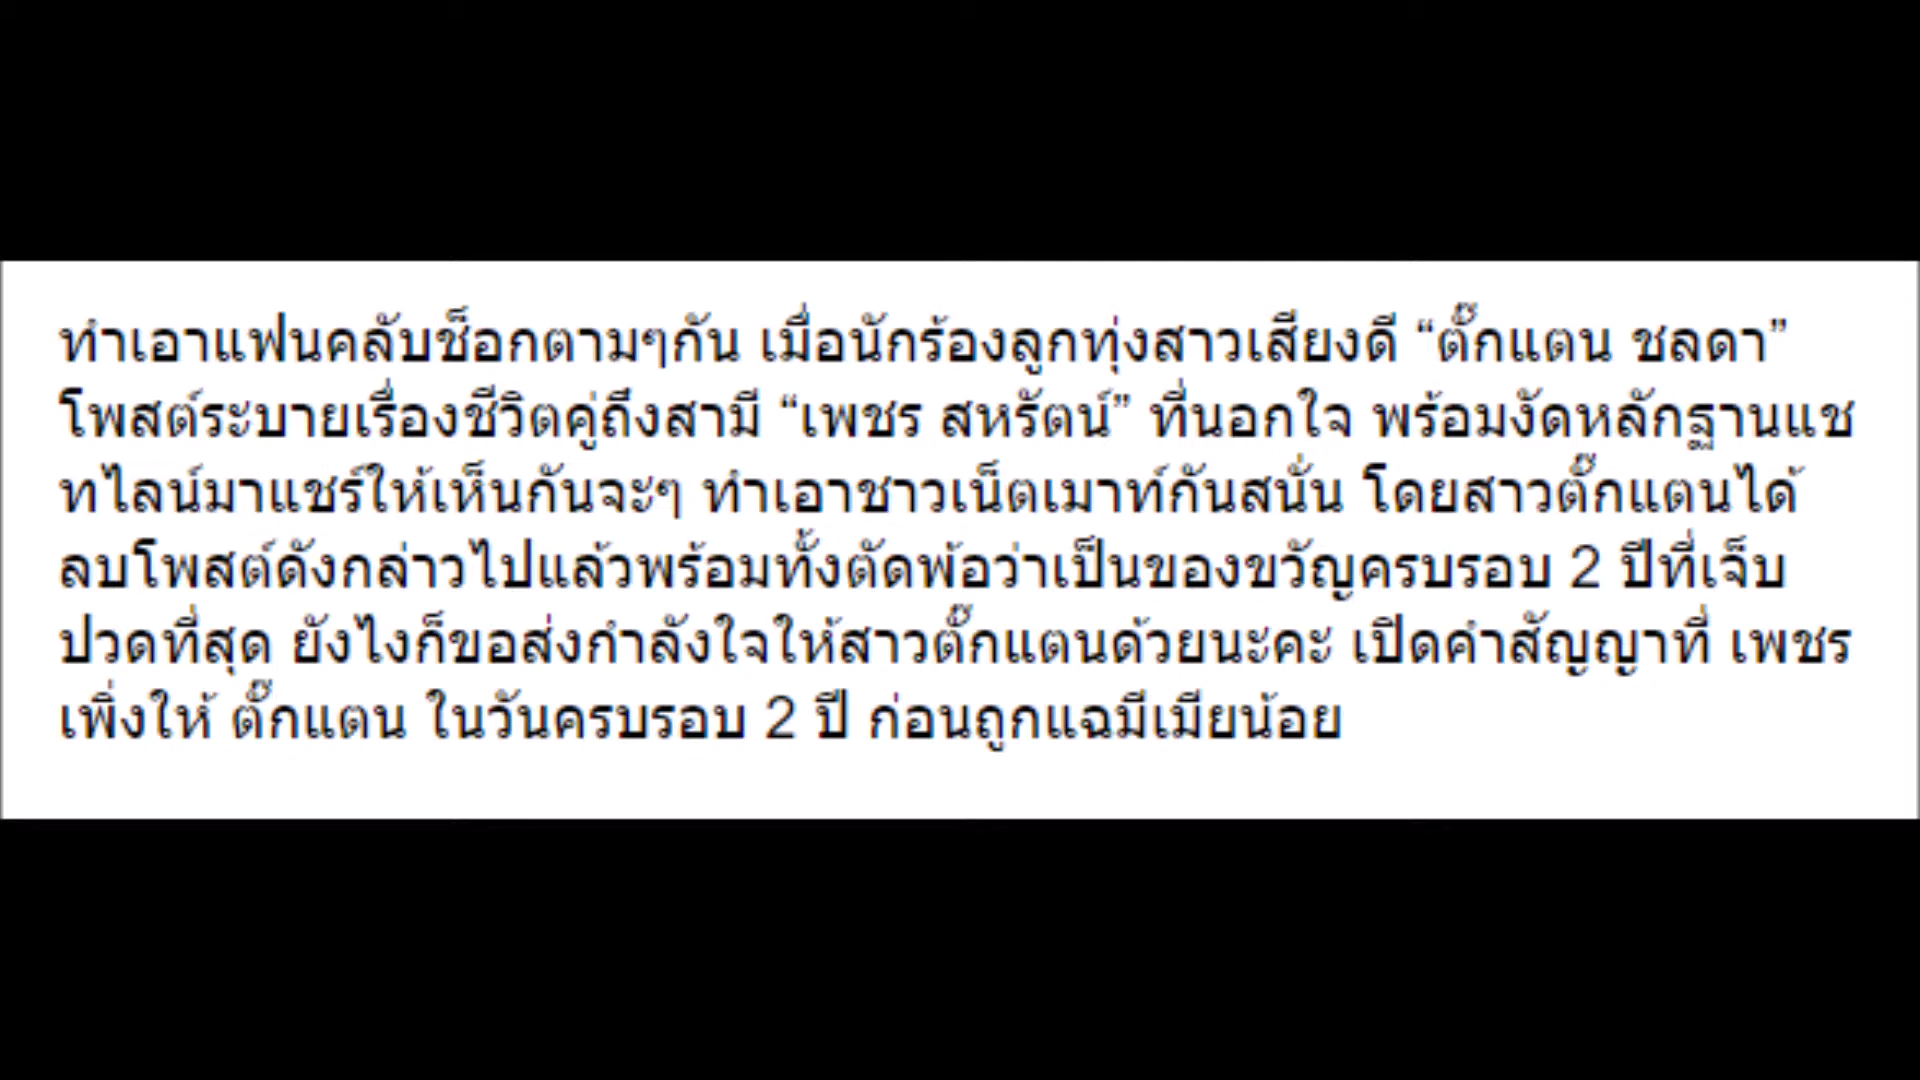 ทำเอาแฟนคลับช็อกตามๆกัน เมื่อนักร้องลูกทุ่งสาวเสียงดี “ตั๊กแตน ชลดา”
โพสต์ระบายเรื่องชีวิตคู่ถึงสามี “เพชร สหรัตน์” ที่นอกใจ พร้อมงัดหลักฐานแช
ทไลน์มาแชร์ให้เห็นกันจะๆ ทำเอาชาวเน็ตเมาท์กันสนั่น โดยสาวตั๊กแตนได้
ลบโพสต์ดังกล่าวไปแล้วพร้อมทั้งตัดพ้อว่าเป็นของขวัญครบรอบ 2 ปีที่เจ็บ
ปวดที่สุด ยังไงก็ขอส่งกำลังใจให้สาวตั๊กแตนด้วยนะคะ เปิดคำสัญญาที่ เพชร
เพิ่งให้ ตั๊กแตน ในวันครบรอบ 2 ปี ก่อนถูกแฉมีเมียน้อย